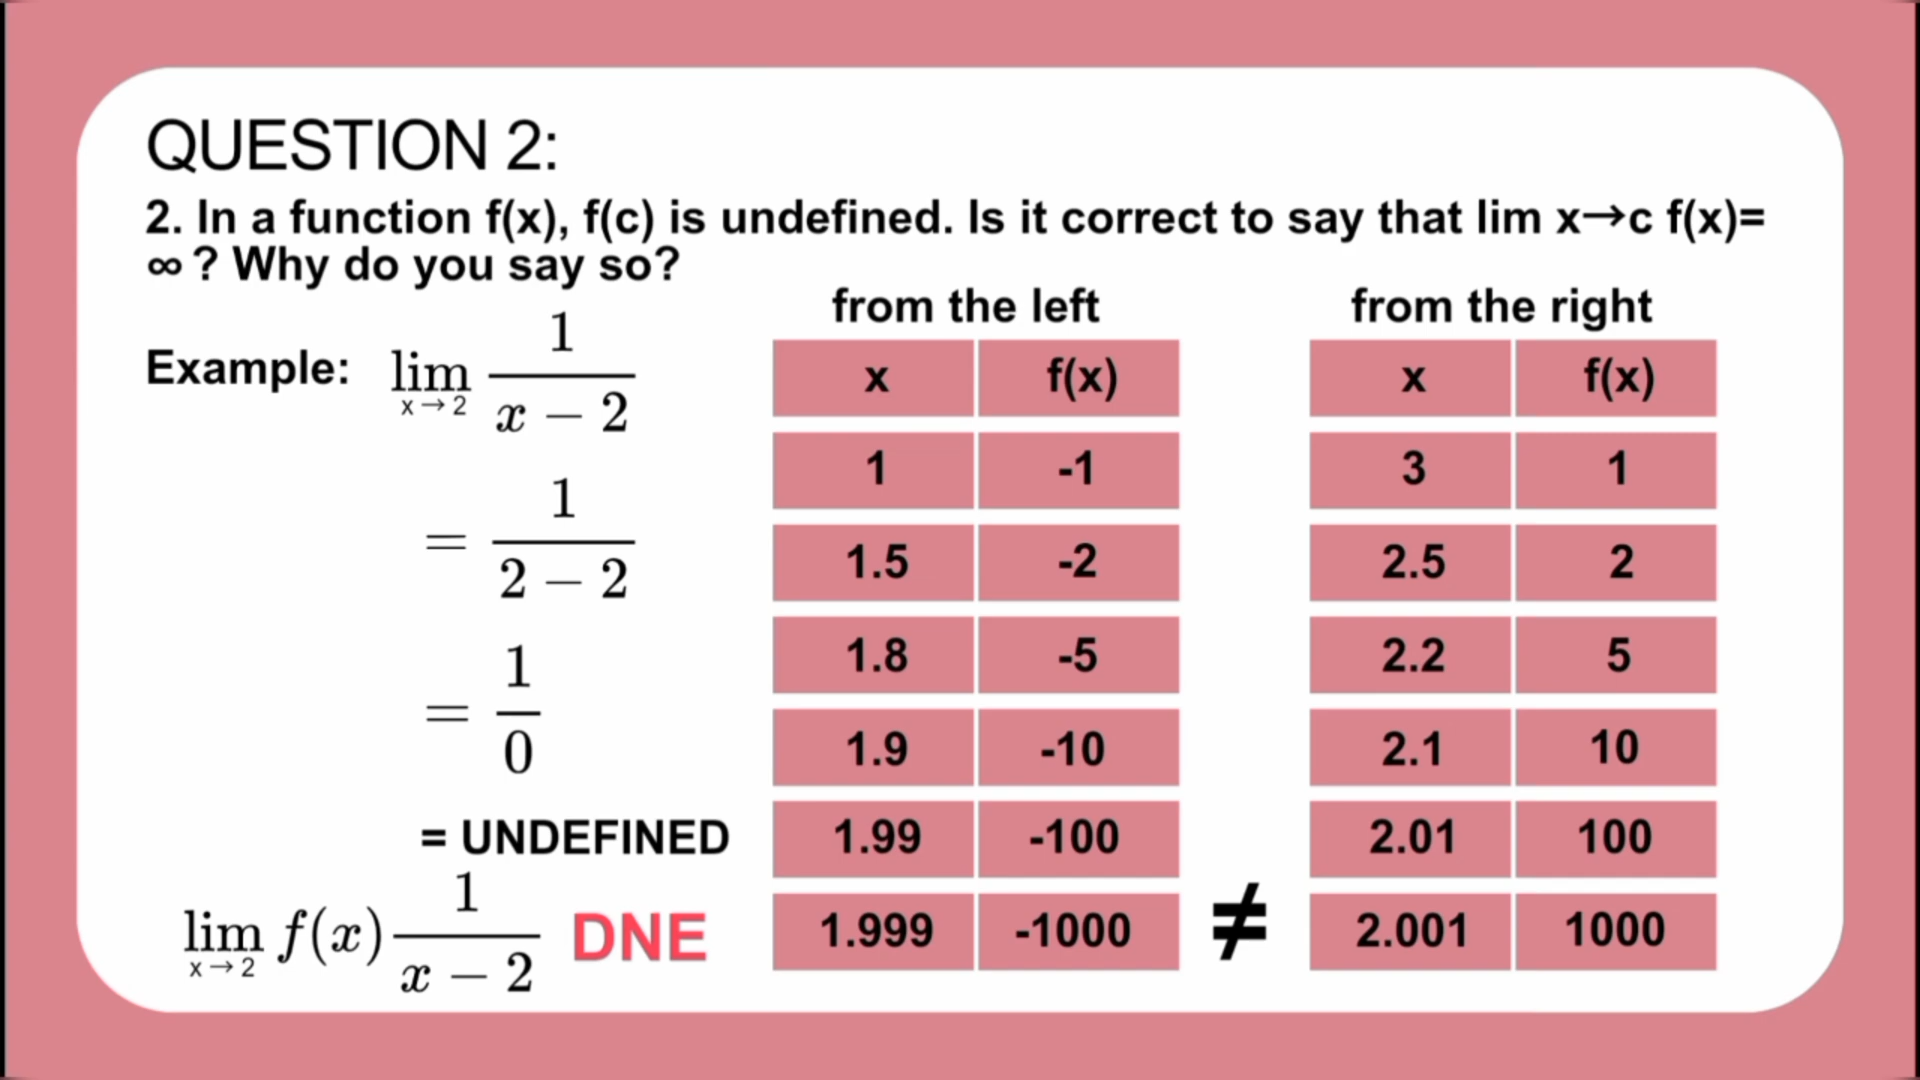 QUESTION 2:
2. In a function f(x), f(c) is undefined. Is it correct to say that lim x→c f(x)=
∞ ? Why do you say so?
Example: lim x→2 1/(x − 2)
= 1/(2 − 2)
= 1/0
= UNDEFINED
lim x→2 f(x) 1/(x − 2) DNE
from the left
x f(x)
1 -1
1.5 -2
1.8 -5
1.9 -10
1.99 -100
1.999 -1000
≠
from the right
x f(x)
3 1
2.5 2
2.2 5
2.1 10
2.01 100
2.001 1000